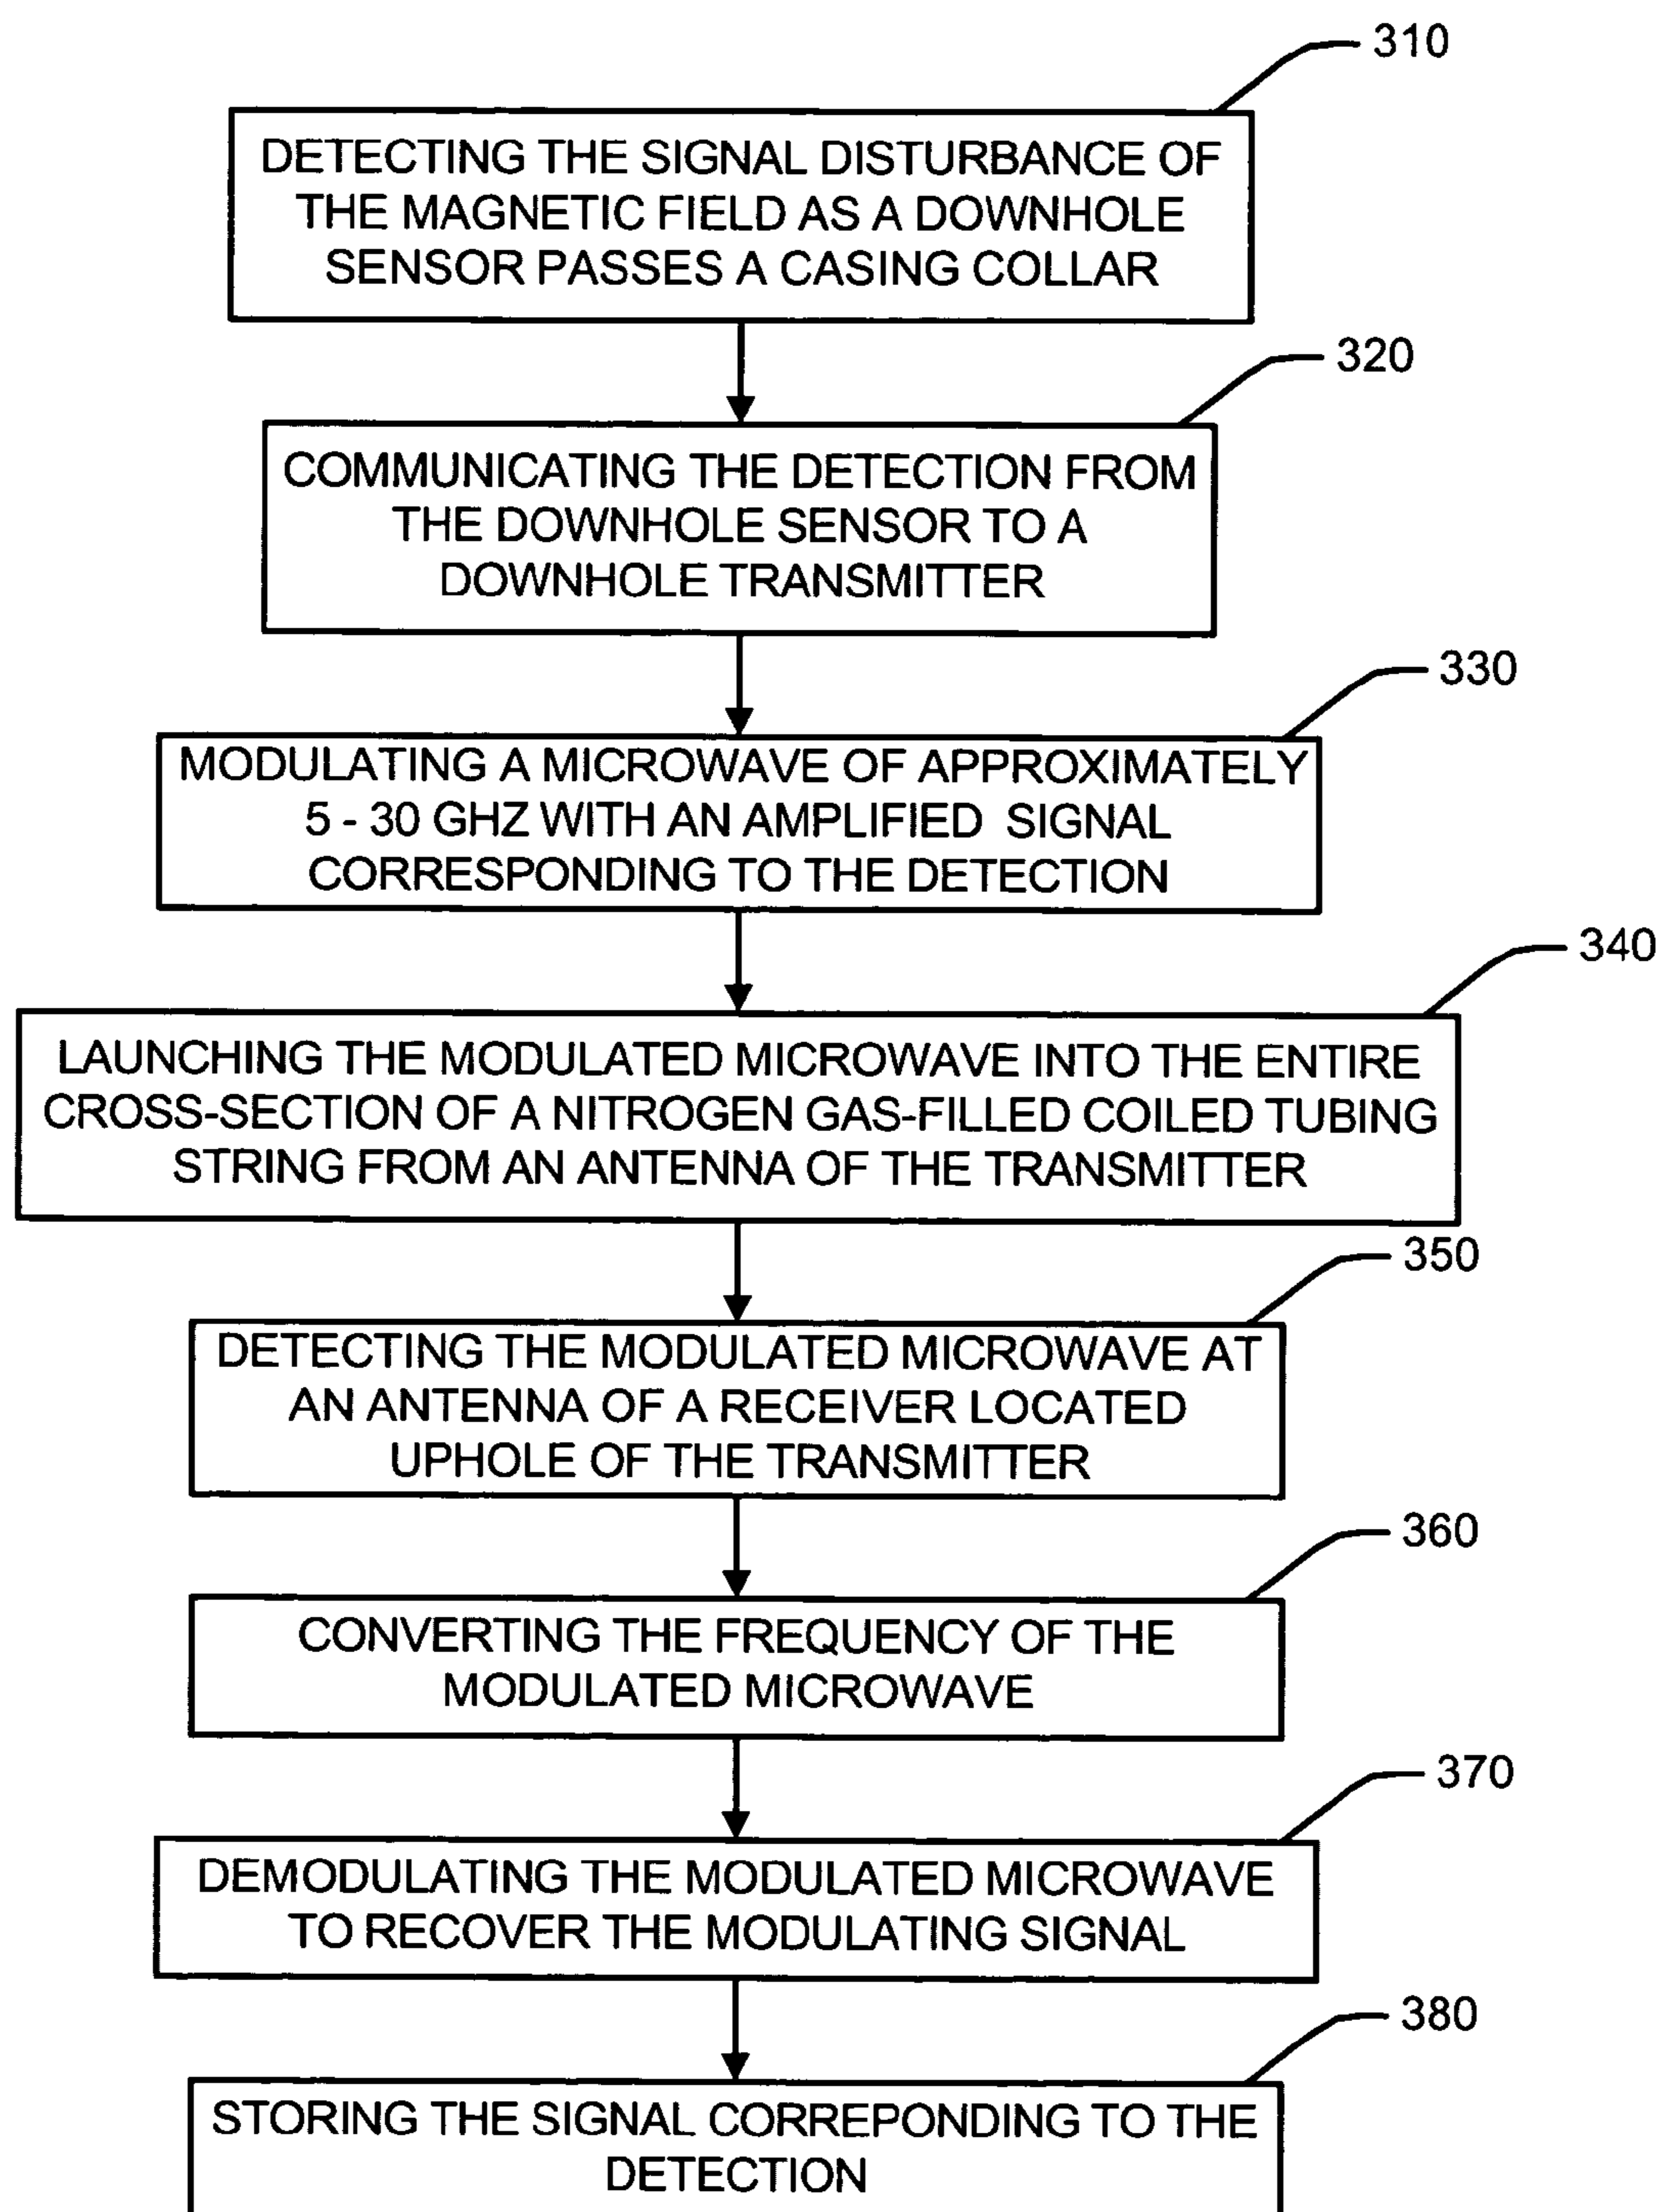 310
DETECTING THE SIGNAL DISTURBANCE OF
THE MAGNETIC FIELD AS A DOWNHOLE
SENSOR PASSES A CASING COLLAR
320
COMMUNICATING THE DETECTION FROM
THE DOWNHOLE SENSOR TO A
DOWNHOLE TRANSMITTER
330
MODULATING A MICROWAVE OF APPROXIMATELY
5 - 30 GHZ WITH AN AMPLIFIED SIGNAL
CORRESPONDING TO THE DETECTION
340
LAUNCHING THE MODULATED MICROWAVE INTO THE ENTIRE
CROSS-SECTION OF A NITROGEN GAS-FILLED COILED TUBING
STRING FROM AN ANTENNA OF THE TRANSMITTER
350
DETECTING THE MODULATED MICROWAVE AT
AN ANTENNA OF A RECEIVER LOCATED
UPHOLE OF THE TRANSMITTER
360
CONVERTING THE FREQUENCY OF THE
MODULATED MICROWAVE
370
DEMODULATING THE MODULATED MICROWAVE
TO RECOVER THE MODULATING SIGNAL
380
STORING THE SIGNAL CORREPONDING TO THE
DETECTION